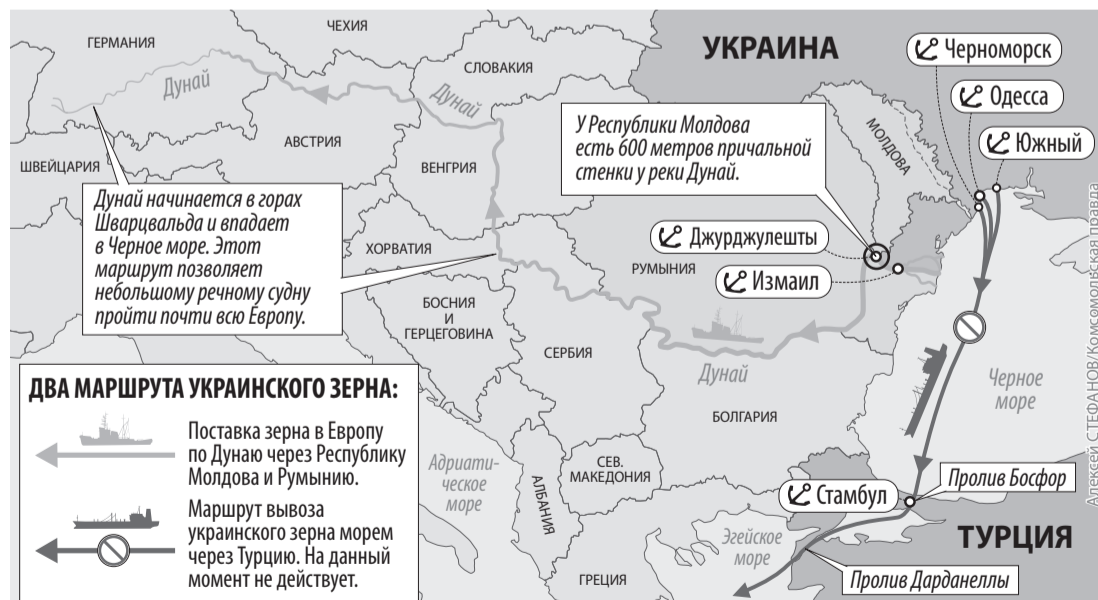 ГЕРМАНИЯ
ЧЕХИЯ
СЛОВАКИЯ
УКРАИНА
Черноморск
Одесса
Южный
Дунай
Дунай
АВСТРИЯ
ВЕНГРИЯ
ШВЕЙЦАРИЯ
МОЛДОВА
У Республики Молдова
есть 600 метров причальной
стенки у реки Дунай.
Дунай начинается в горах
Шварцвальда и впадает
в Черное море. Этот
маршрут позволяет
небольшому речному судну
пройти почти всю Европу.
ХОРВАТИЯ
БОСНИЯ
И
ГЕРЦЕГОВИНА
СЕРБИЯ
РУМЫНИЯ
Джурджулешты
Измаил
Дунай
БОЛГАРИЯ
Черное
море
ДВА МАРШРУТА УКРАИНСКОГО ЗЕРНА:
Поставка зерна в Европу
по Дунаю через Республику
Молдова и Румынию.
Маршрут вывоза
украинского зерна морем
через Турцию. На данный
момент не действует.
Адриати-
ческое
море
АЛБАНИЯ
СЕВ.
МАКЕДОНИЯ
ГРЕЦИЯ
Эгейское
море
Стамбул
Пролив Босфор
ТУРЦИЯ
Пролив Дарданеллы
Алексей СТЕФАНОВ/Комсомольская правда